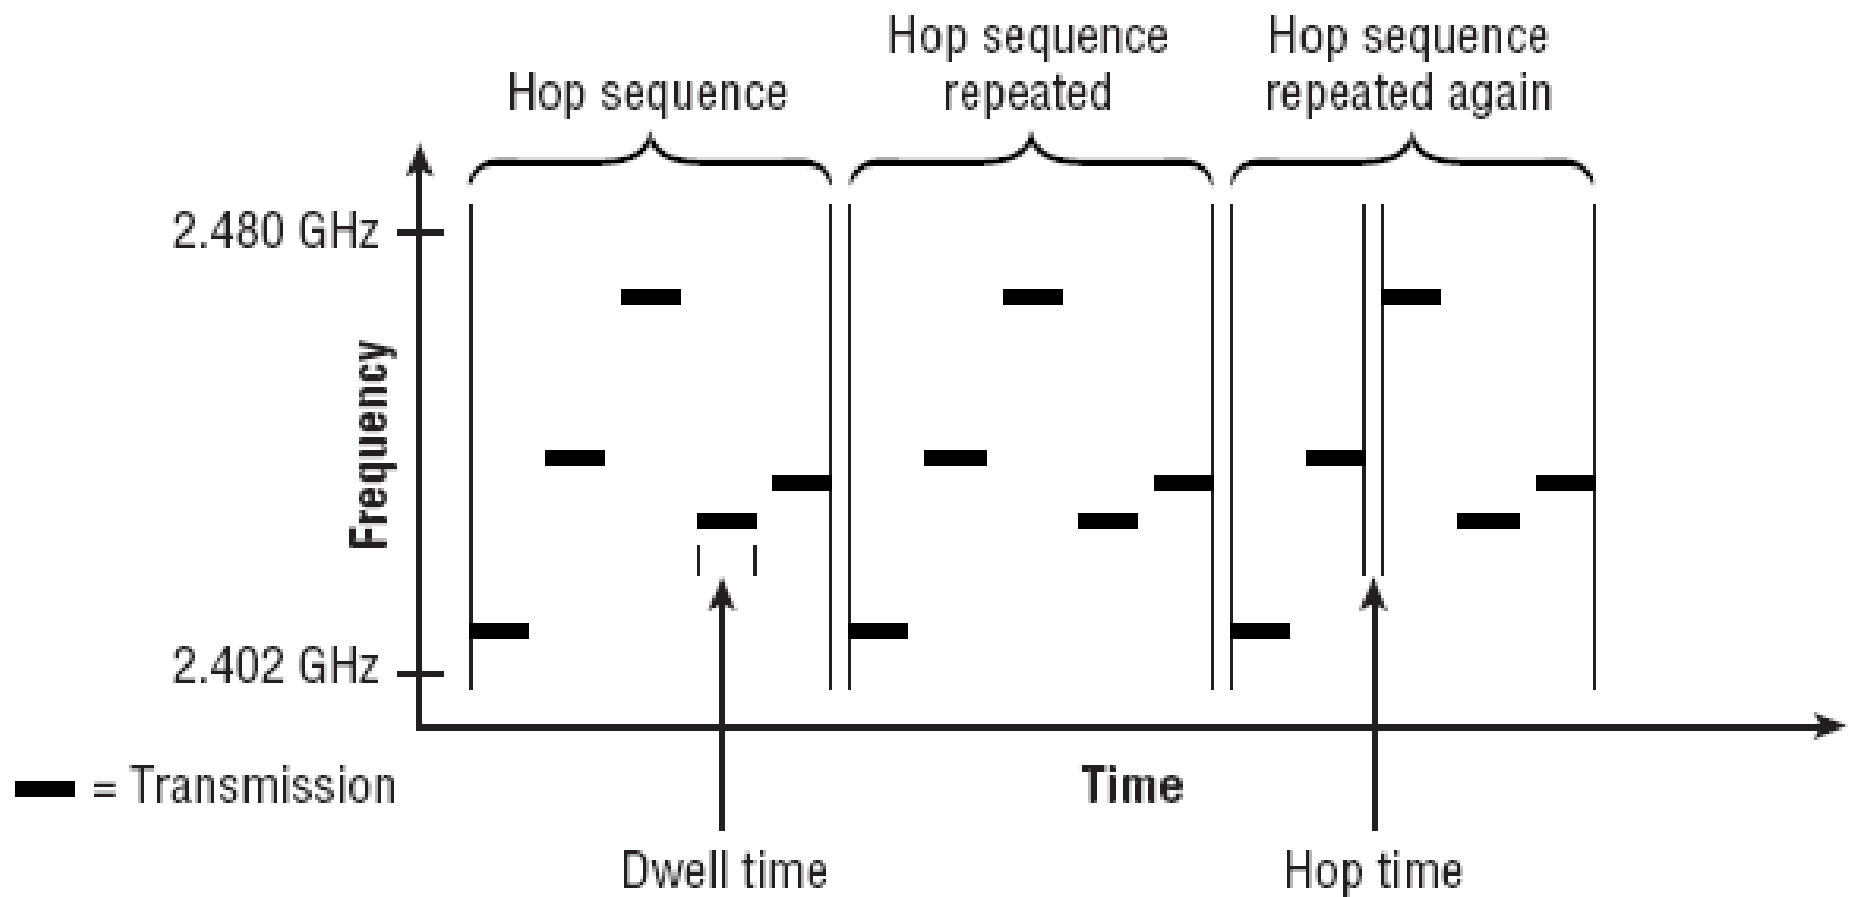 Hop sequence
Hop sequence
repeated
Hop sequence
repeated again
2.480 GHz
Frequency
2.402 GHz
= Transmission
Time
Dwell time
Hop time